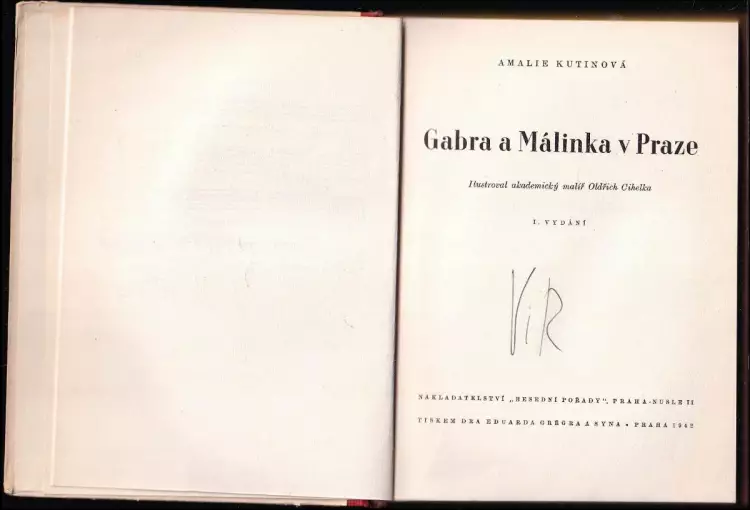 AMALIE KUTINOVÁ
Gabra a Málinka v Praze
Ilustroval akademický malíř Oldřich Cihelka
I. VYDÁNÍ
ViR
NAKLADATELSTVÍ „BESEDNÍ POŘADY", PRAHA-NUSLE II
TISKEM DRA EDUARDA GRÉGRA A SYNA • PRAHA 1942